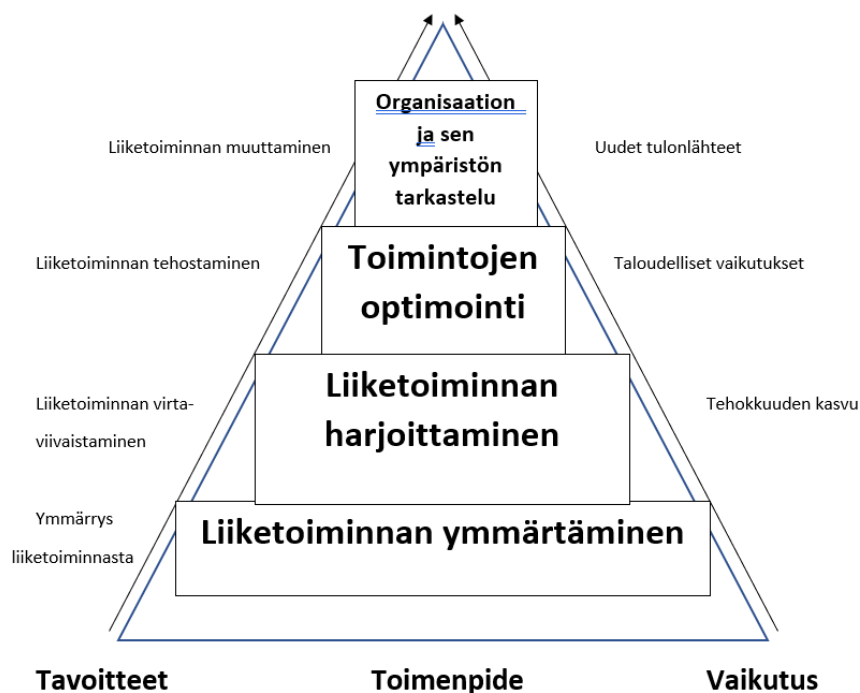 Organisaation
ja sen
ympäristön
tarkastelu
Liiketoiminnan muuttaminen
Uudet tulonlähteet
Toimintojen
optimointi
Liiketoiminnan tehostaminen
Taloudelliset vaikutukset
Liiketoiminnan
harjoittaminen
Liiketoiminnan virta-
viivaistaminen
Tehokkuuden kasvu
Ymmärrys
liiketoiminnasta
Liiketoiminnan ymmärtäminen
Tavoitteet
Toimenpide
Vaikutus